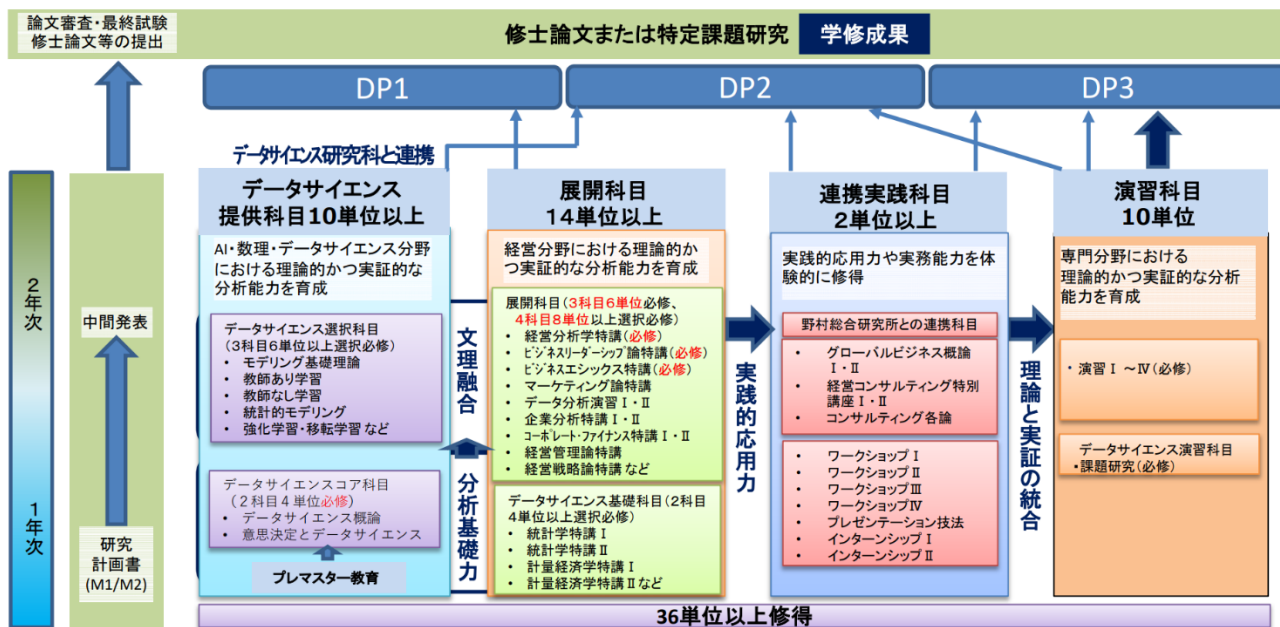 論文審査・最終試験
修士論文等の提出
修士論文または特定課題研究
学修成果
DP1
DP2
DP3
データサイエンス研究科と連携
2年次
1年次
中間発表
研究
計画書
(M1/M2)
データサイエンス
提供科目10単位以上
AI・数理・データサイエンス分野
における理論的かつ実証的な
分析能力を育成
データサイエンス選択科目
(3科目6単位以上選択必修)
• モデリング基礎理論
• 教師あり学習
• 教師なし学習
• 統計的モデリング
• 強化学習・移転学習 など
データサイエンスコア科目
(2科目4単位必修)
• データサイエンス概論
• 意思決定とデータサイエンス
プレマスター教育
文理融合
分析基礎力
展開科目
14単位以上
経営分野における理論的か
つ実証的な分析能力を育成
展開科目(3科目6単位必修、
4科目8単位以上選択必修)
• 経営分析学特講(必修)
• ビジネスリーダーシップ論特講(必修)
• ビジネスエシックス特講(必修)
• マーケティング論特講
• データ分析演習Ⅰ・Ⅱ
• 企業分析特講Ⅰ・Ⅱ
• コーポレート・ファイナンス特講Ⅰ・Ⅱ
• 経営管理論特講
• 経営戦略論特講 など
データサイエンス基礎科目(2科目
4単位以上選択必修)
• 統計学特講Ⅰ
• 統計学特講Ⅱ
• 計量経済学特講Ⅰ
• 計量経済学特講Ⅱなど
実践的応用力
連携実践科目
2単位以上
実践的応用力や実務能力を体
験的に修得
野村総合研究所との連携科目
• グローバルビジネス概論
Ⅰ・Ⅱ
• 経営コンサルティング特別
講座Ⅰ・Ⅱ
• コンサルティング各論
• ワークショップⅠ
• ワークショップⅡ
• ワークショップⅢ
• ワークショップⅣ
• プレゼンテーション技法
• インターンシップⅠ
• インターンシップⅡ
理論と実証の統合
演習科目
10単位
専門分野における
理論的かつ実証的な分析
能力を育成
・演習Ⅰ~Ⅳ(必修)
データサイエンス演習科目
・課題研究(必修)
36単位以上修得